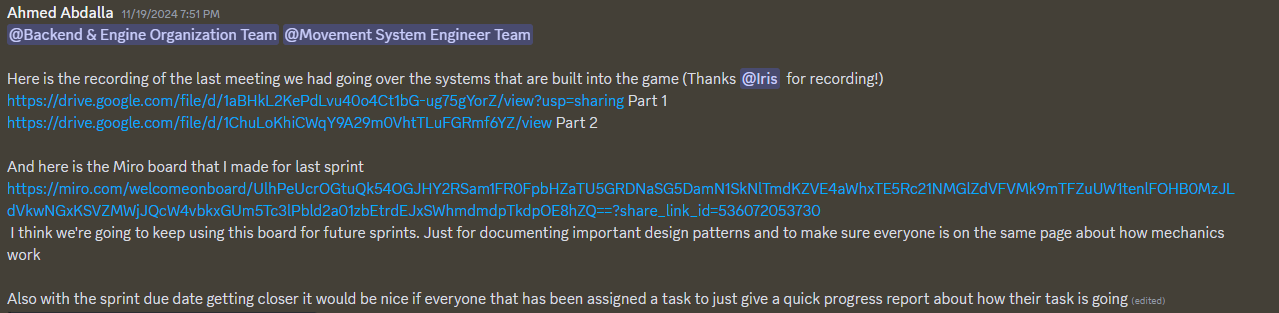 Ahmed Abdalla 11/19/2024 7:51 PM
@Backend & Engine Organization Team @Movement System Engineer Team
Here is the recording of the last meeting we had going over the systems that are built into the game (Thanks @Iris for recording!)
https://drive.google.com/file/d/1aBHkL2KePdLvu40o4Ct1bG-ug75gYorZ/view?usp=sharing Part 1
https://drive.google.com/file/d/1ChuLoKhiCWqY9A29m0VhtTLuFGRmf6YZ/view Part 2
And here is the Miro board that I made for last sprint
https://miro.com/welcomeonboard/UlhPeUcrOGtuQk54OGJHY2RSam1FR0FpbHZaTU5GRDNaSG5DamN1SkNlTmdKZVE4aWhxTE5Rc21NMGlZdVFVMk9mTFZuUW1tenlFOHB0MzJL
dVkwNGxKSVZMWjJQcW4vbkxGUm5Tc3lPbld2a01zbEtrdEJxSWhmdmdpTkdpOE8hZQ==?share_link_id=536072053730
I think we're going to keep using this board for future sprints. Just for documenting important design patterns and to make sure everyone is on the same page about how mechanics
work
Also with the sprint due date getting closer it would be nice if everyone that has been assigned a task to just give a quick progress report about how their task is going (edited)